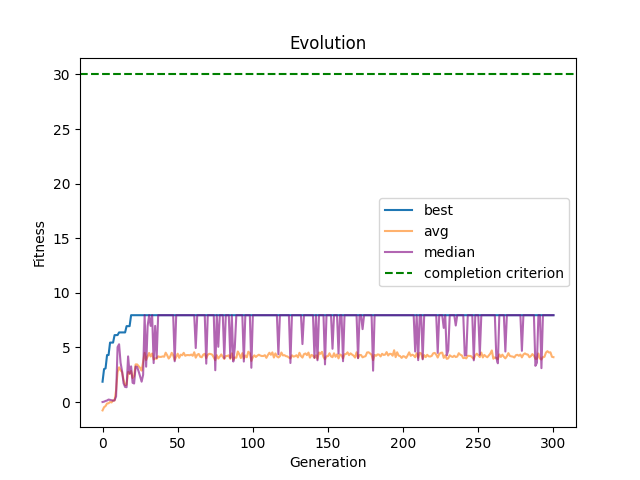 Evolution
30
25
20
15
10
5
0
Fitness
best
avg
median
completion criterion
0 50 100 150 200 250 300
Generation